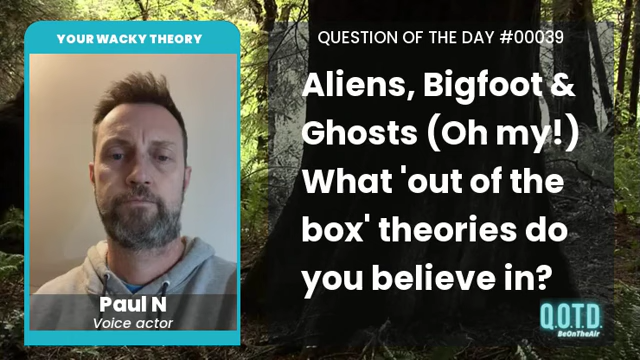 YOUR WACKY THEORY
Paul N
Voice actor
QUESTION OF THE DAY #00039
Aliens, Bigfoot &
Ghosts (Oh my!)
What 'out of the
box' theories do
you believe in?
Q.O.T.D.
BeOnTheAir